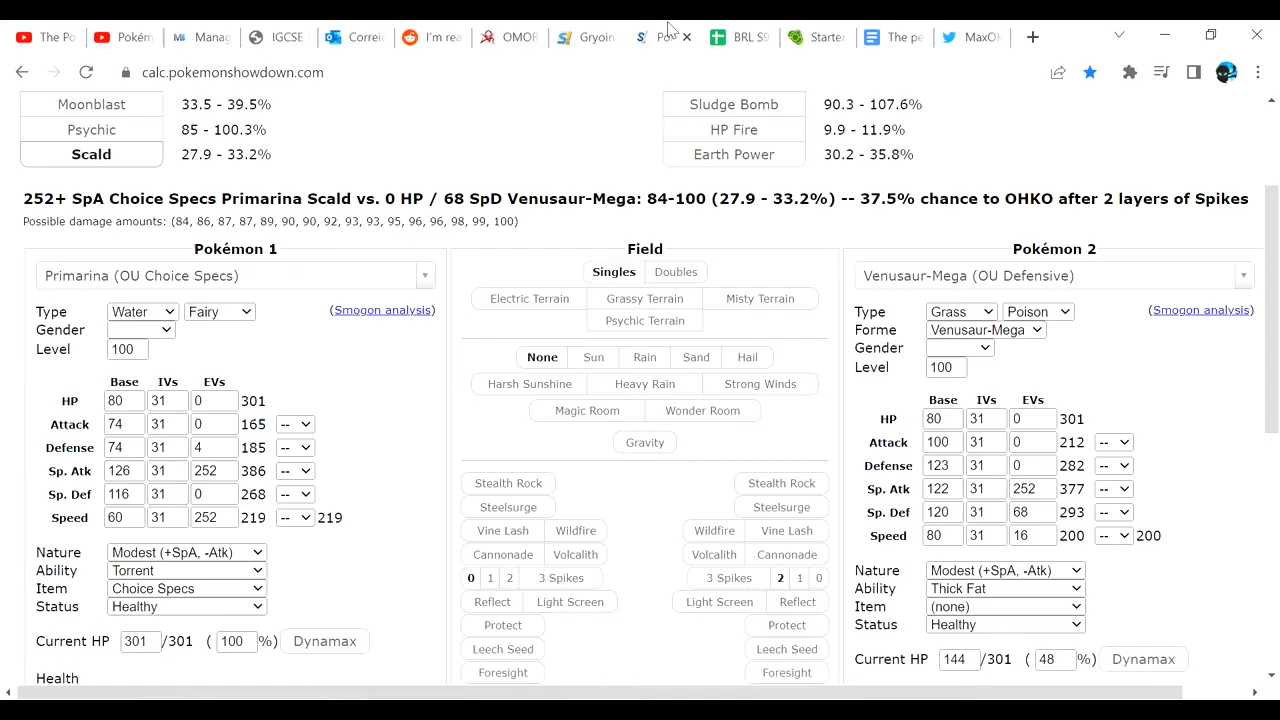 The Po
Pokém
Manag
IGCSE
Correi
I'm rea
OMOR
Gryoin
Pok
BRL S9
Starter
The pe
MaxOK
calc.pokemonshowdown.com
Moonblast 33.5 - 39.5% Sludge Bomb 90.3 - 107.6%
Psychic 85 - 100.3% HP Fire 9.9 - 11.9%
Scald 27.9 - 33.2% Earth Power 30.2 - 35.8%
252+ SpA Choice Specs Primarina Scald vs. 0 HP / 68 SpD Venusaur-Mega: 84-100 (27.9 - 33.2%) -- 37.5% chance to OHKO after 2 layers of Spikes
Possible damage amounts: (84, 86, 87, 87, 89, 90, 90, 92, 93, 93, 95, 96, 96, 98, 99, 100)
Pokémon 1
Primarina (OU Choice Specs)
Type Water Fairy (Smogon analysis)
Gender
Level 100
Base IVs EVs
HP 80 31 0 301
Attack 74 31 0 165 --
Defense 74 31 4 185 --
Sp. Atk 126 31 252 386 --
Sp. Def 116 31 0 268 --
Speed 60 31 252 219 -- 219
Nature Modest (+SpA, -Atk)
Ability Torrent
Item Choice Specs
Status Healthy
Current HP 301 /301 ( 100 %) Dynamax
Health
Field
Singles Doubles
Electric Terrain Grassy Terrain Misty Terrain
Psychic Terrain
None Sun Rain Sand Hail
Harsh Sunshine Heavy Rain Strong Winds
Magic Room Wonder Room
Gravity
Stealth Rock Stealth Rock
Steelsurge Steelsurge
Vine Lash Wildfire Wildfire Vine Lash
Cannonade Volcalith Volcalith Cannonade
0 1 2 3 Spikes 3 Spikes 2 1 0
Reflect Light Screen Light Screen Reflect
Protect Protect
Leech Seed Leech Seed
Foresight Foresight
Pokémon 2
Venusaur-Mega (OU Defensive)
Type Grass Poison (Smogon analysis)
Forme Venusaur-Mega
Gender
Level 100
Base IVs EVs
HP 80 31 0 301
Attack 100 31 0 212 --
Defense 123 31 0 282 --
Sp. Atk 122 31 252 377 --
Sp. Def 120 31 68 293 --
Speed 80 31 16 200 -- 200
Nature Modest (+SpA, -Atk)
Ability Thick Fat
Item (none)
Status Healthy
Current HP 144 /301 ( 48 %) Dynamax